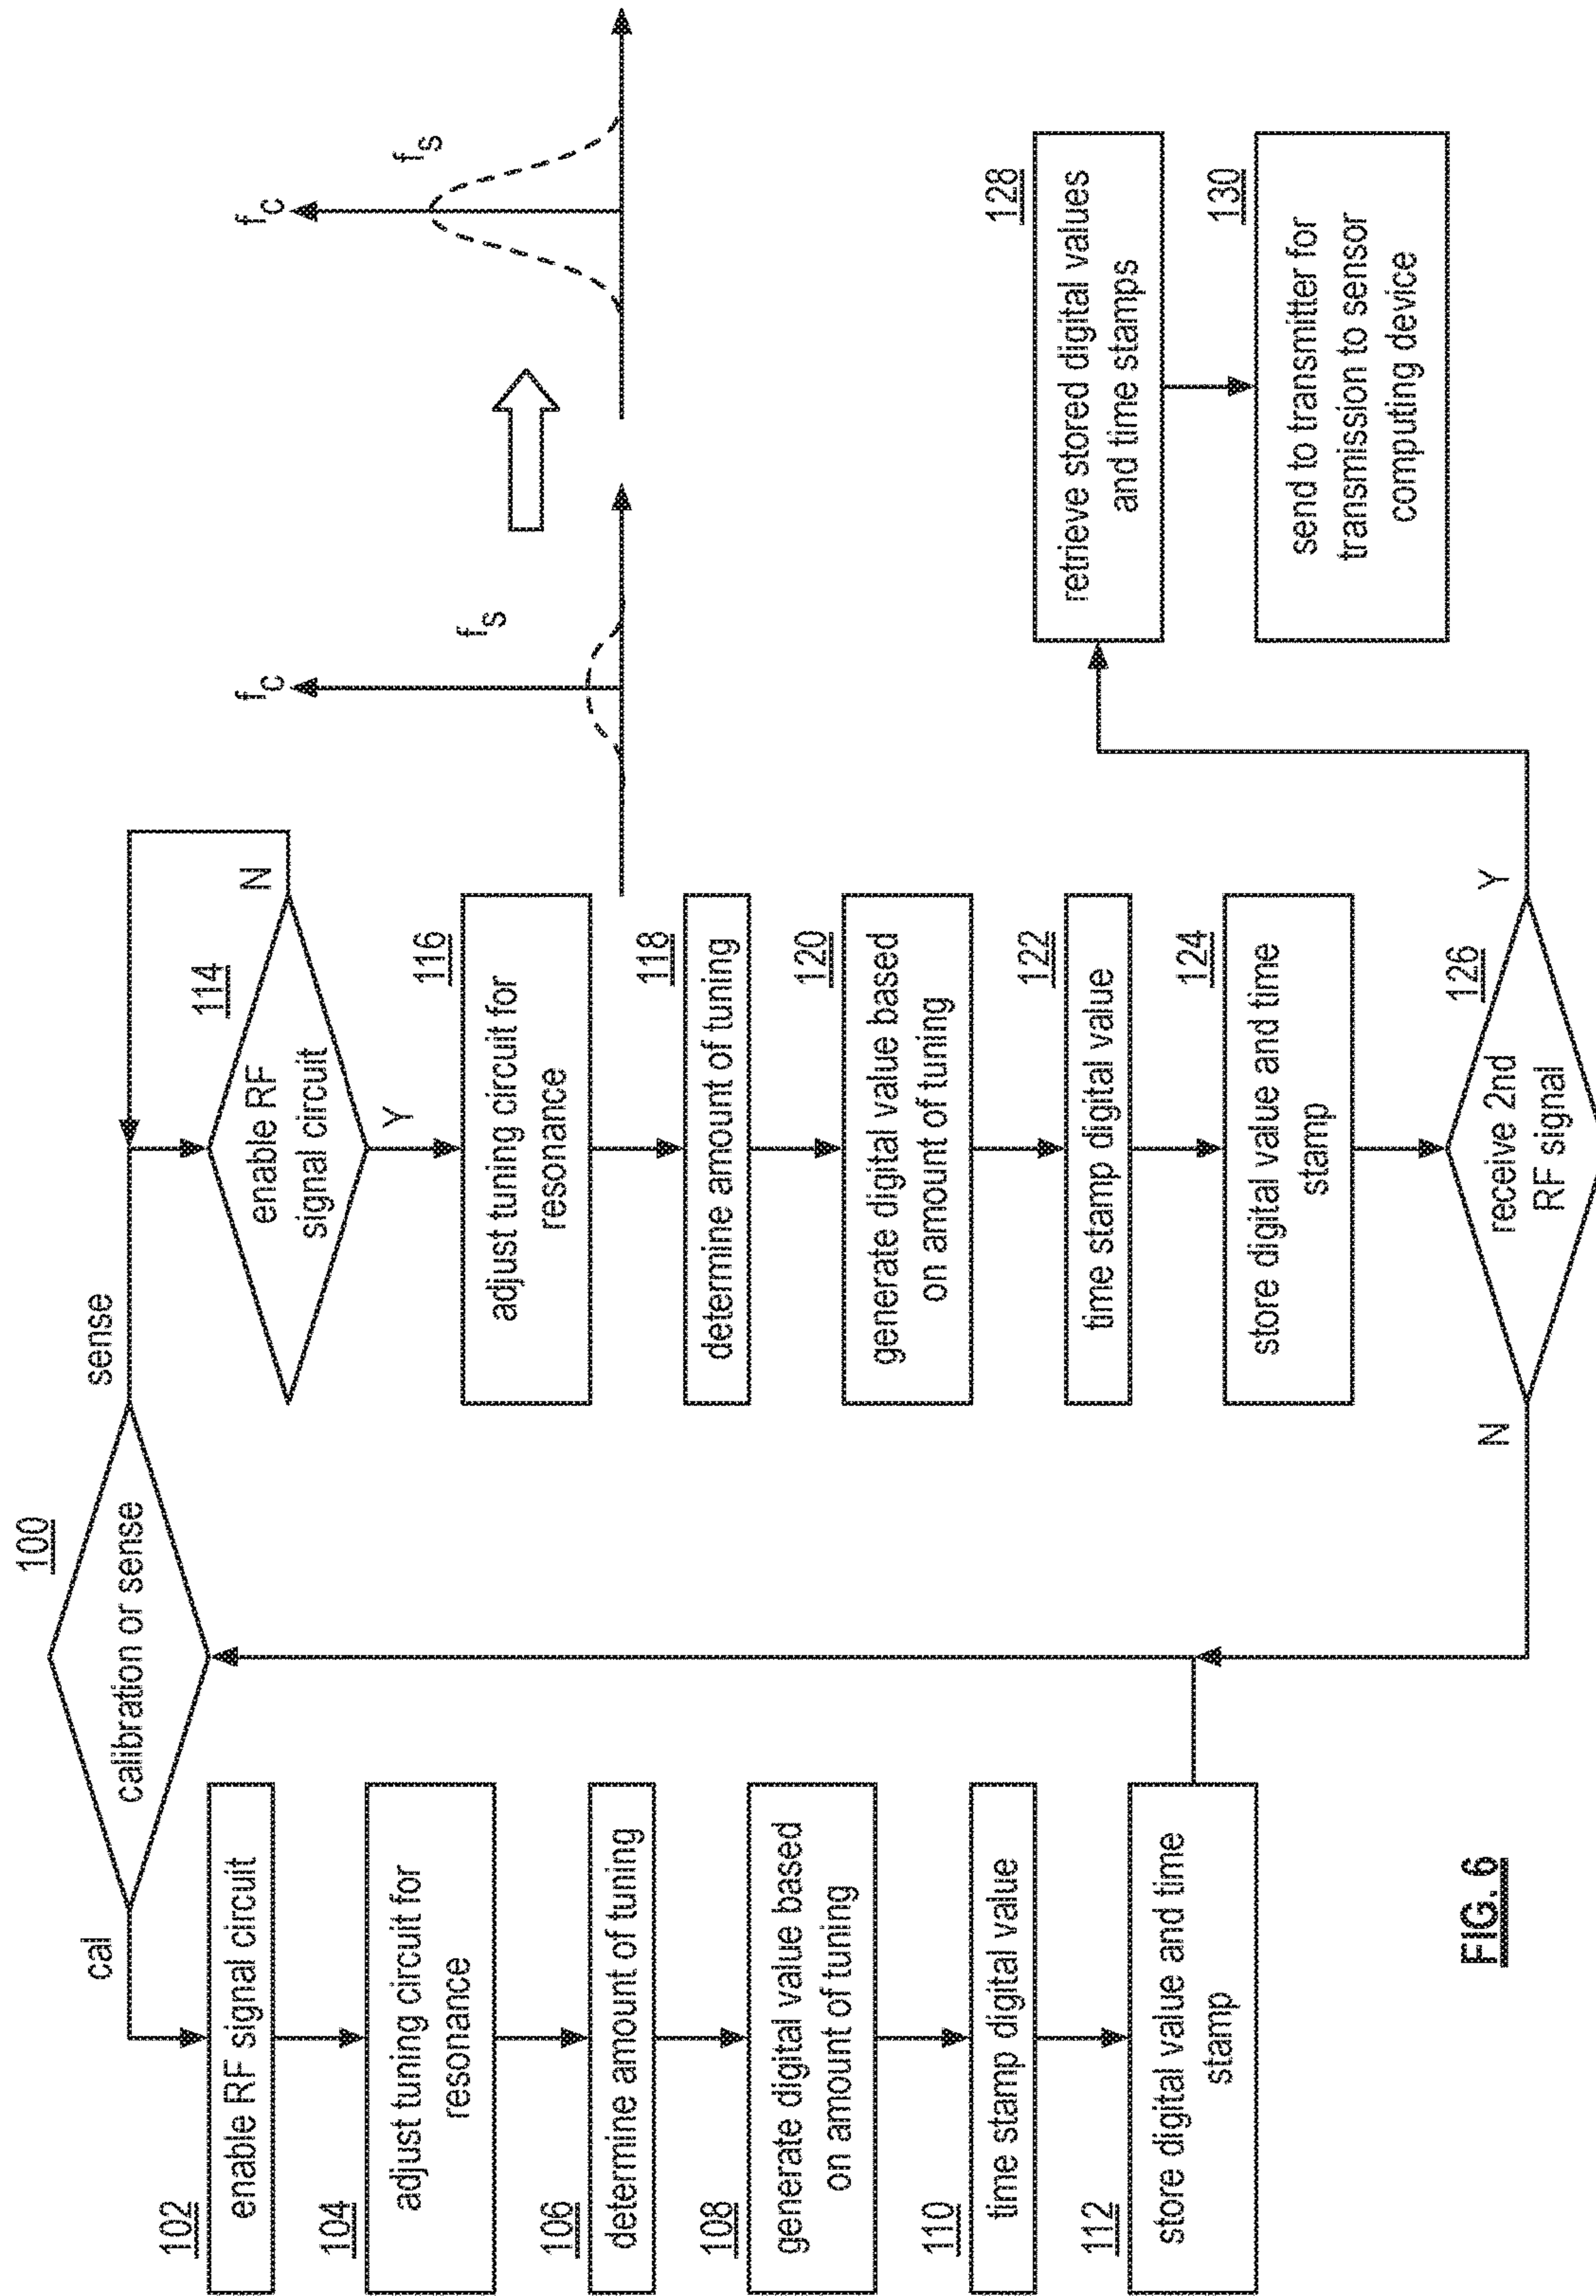 100
calibration or sense
cal
sense
102
enable RF signal circuit
104
adjust tuning circuit for
resonance
106
determine amount of tuning
108
generate digital value based
on amount of tuning
110
time stamp digital value
112
store digital value and time
stamp
114
enable RF
signal circuit
N
Y
116
adjust tuning circuit for
resonance
118
determine amount of tuning
120
generate digital value based
on amount of tuning
122
time stamp digital value
124
store digital value and time
stamp
126
receive 2nd
RF signal
N
Y
fc
fs
fc
fs
128
retrieve stored digital values
and time stamps
130
send to transmitter for
transmission to sensor
computing device
FIG. 6